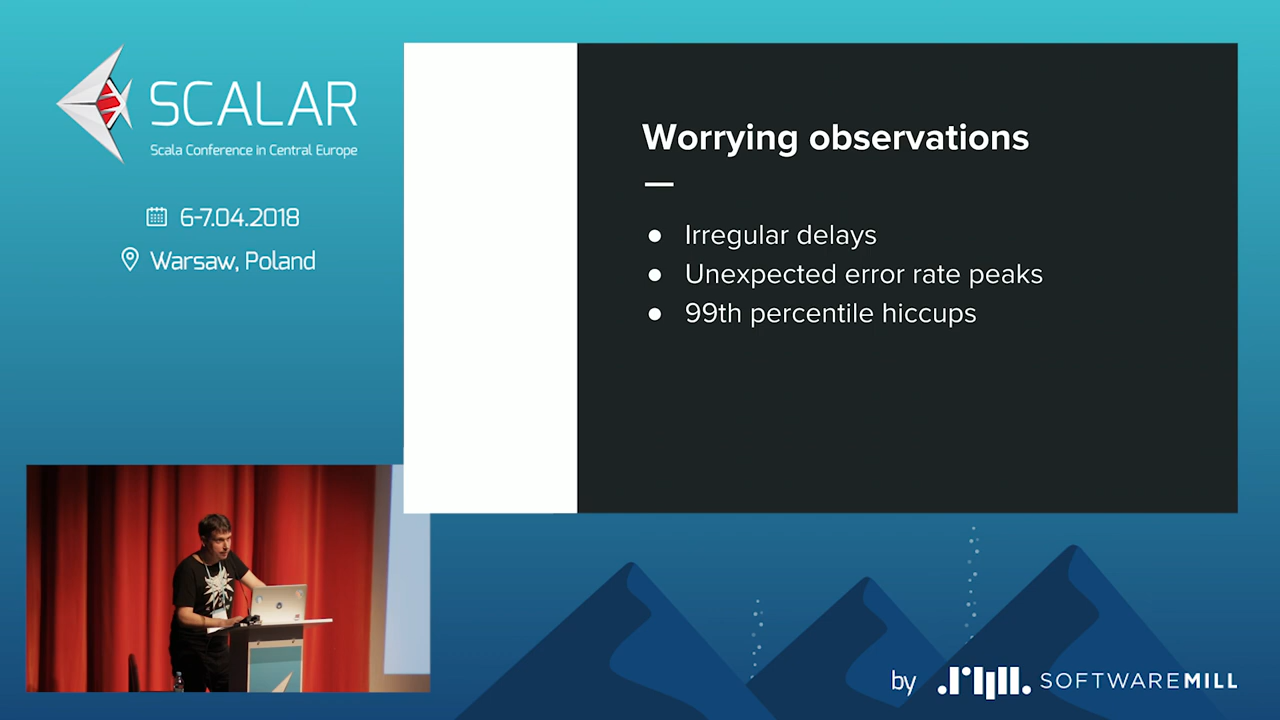 SCALAR
Scala Conference in Central Europe
6-7.04.2018
Warsaw, Poland
Worrying observations
Irregular delays
Unexpected error rate peaks
99th percentile hiccups
by SOFTWAREMILL